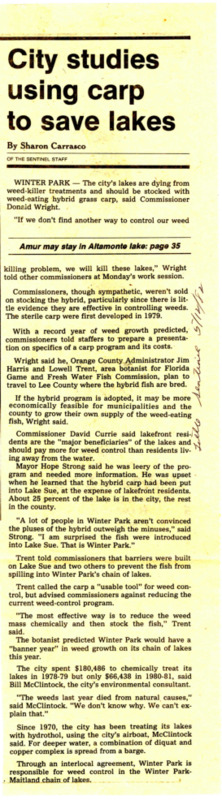 City studies
using carp
to save lakes
By Sharon Carrasco
OF THE SENTINEL STAFF
WINTER PARK — The city's lakes are dying from
weed-killer treatments and should be stocked with
weed-eating hybrid grass carp, said Commissioner
Donald Wright.
"If we don't find another way to control our weed
Amur may stay in Altamonte lake: page 35
killing problem, we will kill these lakes," Wright
told other commissioners at Monday's work session.
Commissioners, though sympathetic, weren't sold
on stocking the hybrid, particularly since there is lit-
tle evidence they are effective in controlling weeds.
The sterile carp were first developed in 1979.
With a record year of weed growth predicted,
commissioners told staffers to prepare a presenta-
tion on specifics of a carp program and its costs.
Wright said he, Orange County Administrator Jim
Harris and Lowell Trent, area botanist for Florida
Game and Fresh Water Fish Commission, plan to
travel to Lee County where the hybrid fish are bred.
If the hybrid program is adopted, it may be more
economically feasible for municipalities and the
county to grow their own supply of the weed-eating
fish, Wright said.
Commissioner David Currie said lakefront resi-
dents are the "major beneficiaries" of the lakes and
should pay more for weed control than residents liv-
ing away from the water.
Mayor Hope Strong said he was leery of the pro-
gram and needed more information. He was upset
when he learned that the hybrid carp had been put
into Lake Sue, at the expense of lakefront residents.
About 25 percent of the lake is in the city, the rest
in the county.
"A lot of people in Winter Park aren't convinced
the pluses of the hybrid outweigh the minuses," said
Strong. "I am surprised the fish were introduced
into Lake Sue. That is Winter Park."
Trent told commissioners that barriers were built
on Lake Sue and two others to prevent the fish from
spilling into Winter Park's chain of lakes.
Trent called the carp a "usable tool" for weed con-
trol, but advised commissioners against reducing the
current weed-control program.
"The most effective way is to reduce the weed
mass chemically and then stock the fish," Trent
said.
The botanist predicted Winter Park would have a
"banner year" in weed growth on its chain of lakes
this year.
The city spent $180,486 to chemically treat its
lakes in 1978-79 but only $66,438 in 1980-81, said
Bill McClintock, the city's environmental consultant.
"The weeds last year died from natural causes,"
said McClintock. "We don't know why. We can't ex-
plain that."
Since 1970, the city has been treating its lakes
with hydrothol, using the city's airboat, McClintock
said. For deeper water, a combination of diquat and
copper complex is spread from a barge.
Through an interlocal agreement, Winter Park is
responsible for weed control in the Winter Park-
Maitland chain of lakes.
Sentinel